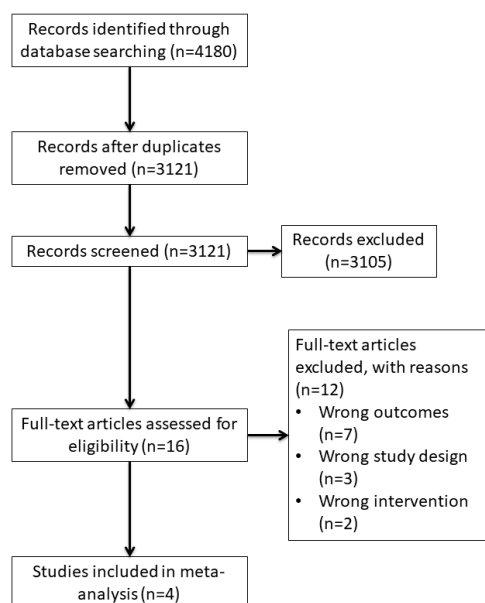 Records identified through
database searching (n=4180)
Records after duplicates
removed (n=3121)
Records screened (n=3121)
Records excluded
(n=3105)
Full-text articles assessed for
eligibility (n=16)
Full-text articles
excluded, with reasons
(n=12)
• Wrong outcomes
(n=7)
• Wrong study design
(n=3)
• Wrong intervention
(n=2)
Studies included in meta-
analysis (n=4)